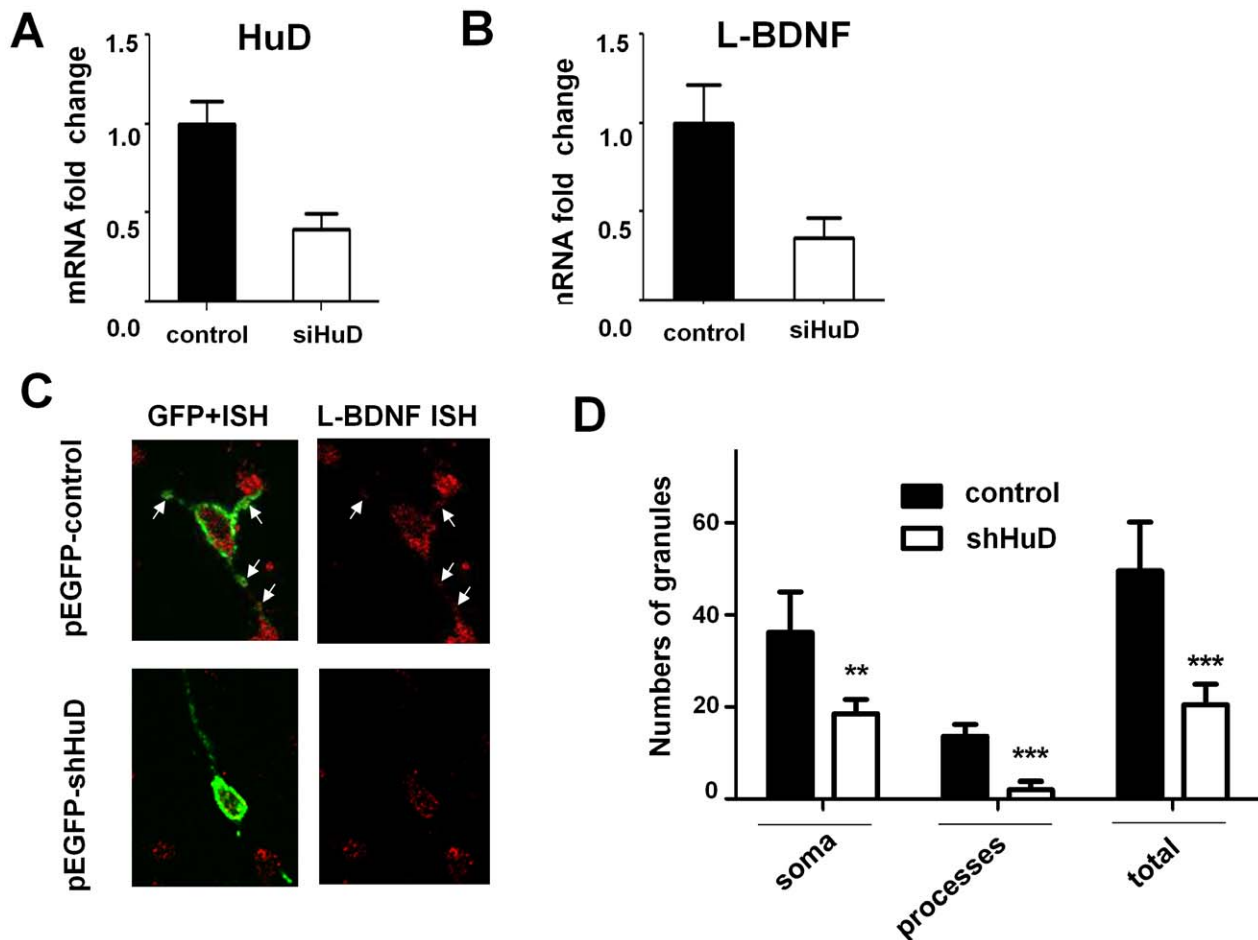 A
HuD
mRNA fold change
1.5
1.0
0.5
0.0
control
siHuD
B
L-BDNF
nRNA fold change
1.5
1.0
0.5
0.0
control
siHuD
C
GFP+ISH
L-BDNF ISH
pEGFP-control
pEGFP-shHuD
D
Numbers of granules
control
shHuD
60
40
20
0
**
***
***
soma
processes
total